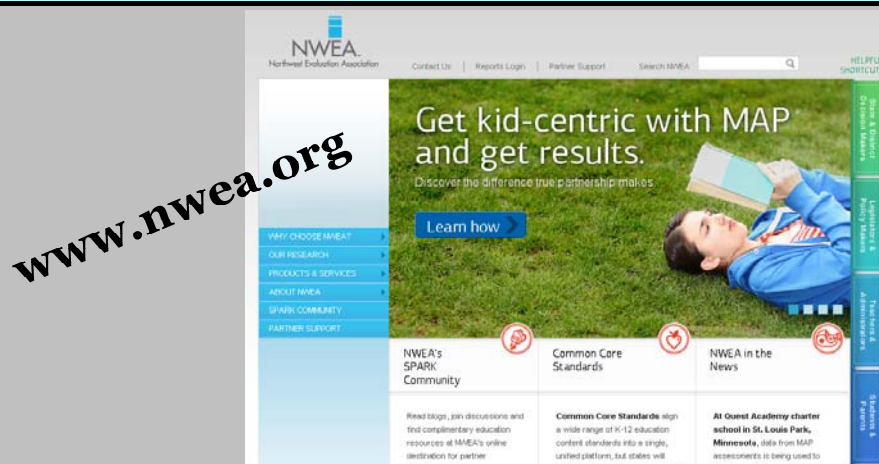 NWEA
Northwest Evaluation Association
Contact Us | Reports Login | Partner Support
Search NWEA
HELPFU
SHORTCUT
www.nwea.org
Get kid-centric with MAP
and get results.
Discover the difference true partnership makes.
Learn how
WHY CHOOSE NWEA?
OUR RESEARCH
PRODUCTS & SERVICES
ABOUT NWEA
SPARK COMMUNITY
PARTNER SUPPORT
State & District
Decision Makers
Legislators &
Policy Makers
Teachers &
Administrators
Students &
Parents
NWEA's
SPARK
Community
Read blogs, join discussions and
find complimentary education
resources at NWEA's online
destination for partner
Common Core
Standards
Common Core Standards align
a wide range of K-12 education
content standards into a single,
unified platform, but states will
NWEA in the
News
At Quest Academy charter
school in St. Louis Park,
Minnesota, data from MAP
assessments is being used to